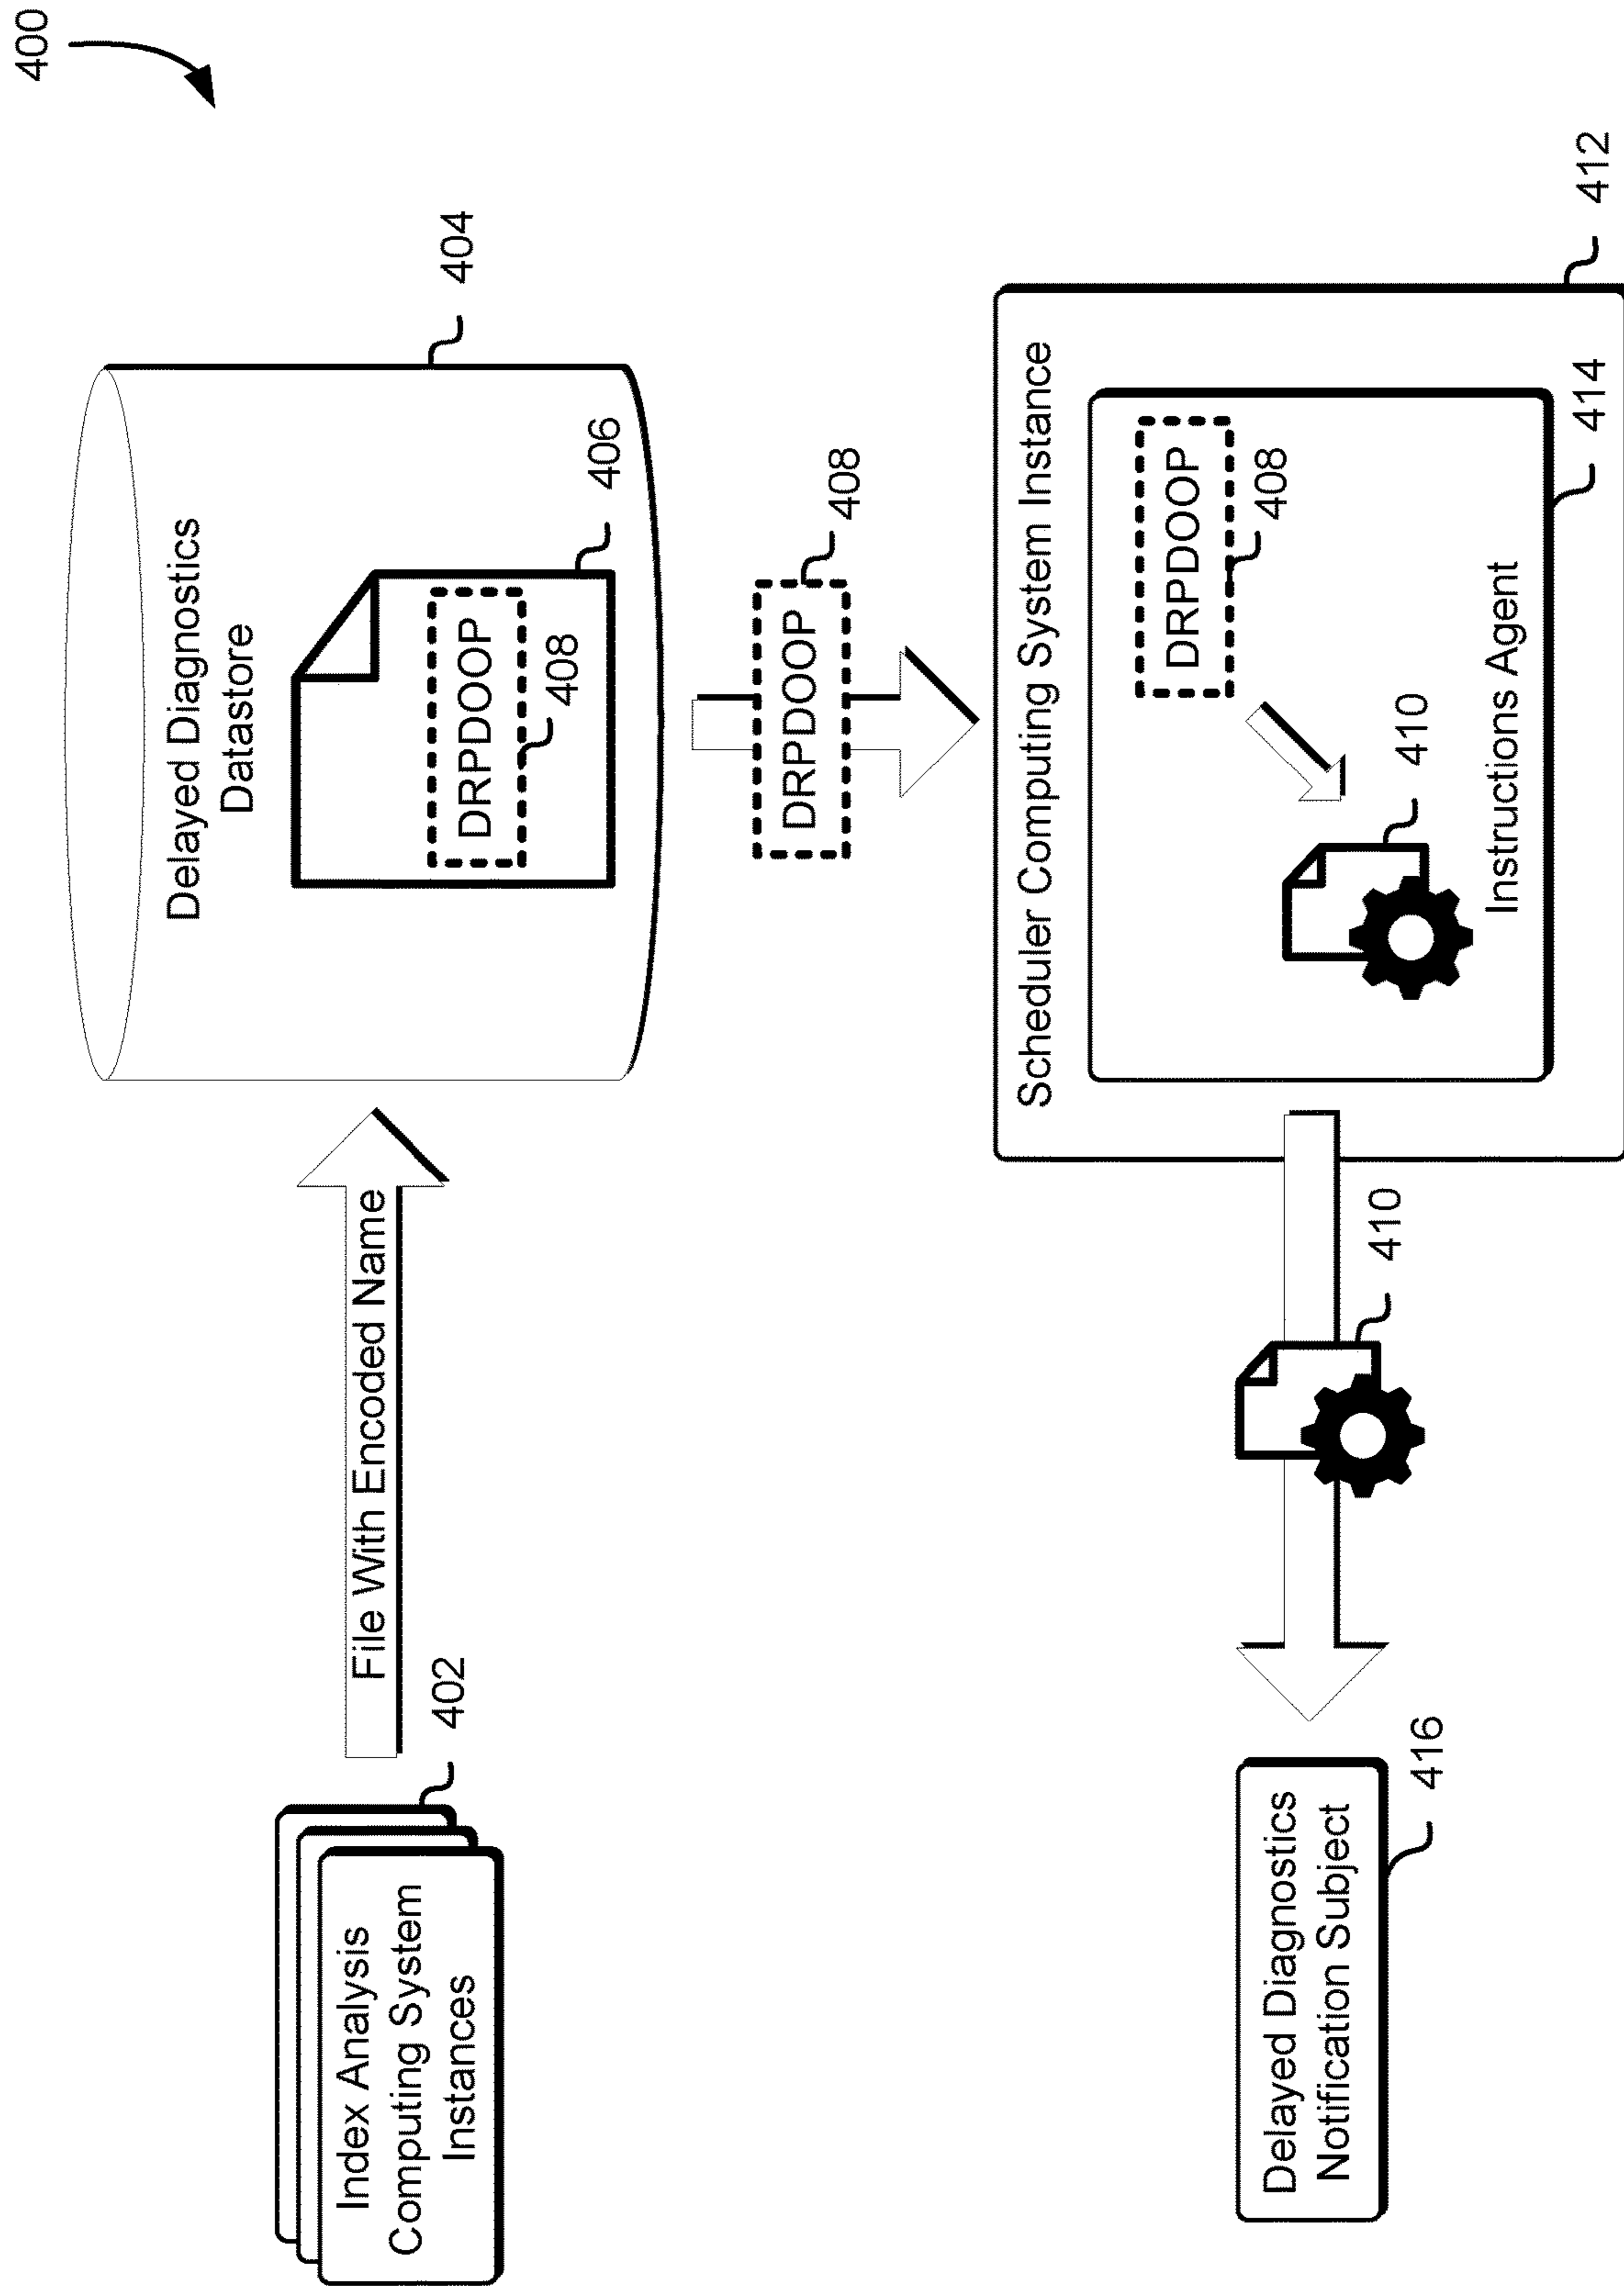 400
Index Analysis
Computing System
Instances
402
File With Encoded Name
Delayed Diagnostics
Datastore
DRPDOOP
408
406
404
DRPDOOP
408
Scheduler Computing System Instance
DRPDOOP
408
410
Instructions Agent
414
412
410
Delayed Diagnostics
Notification Subject
416